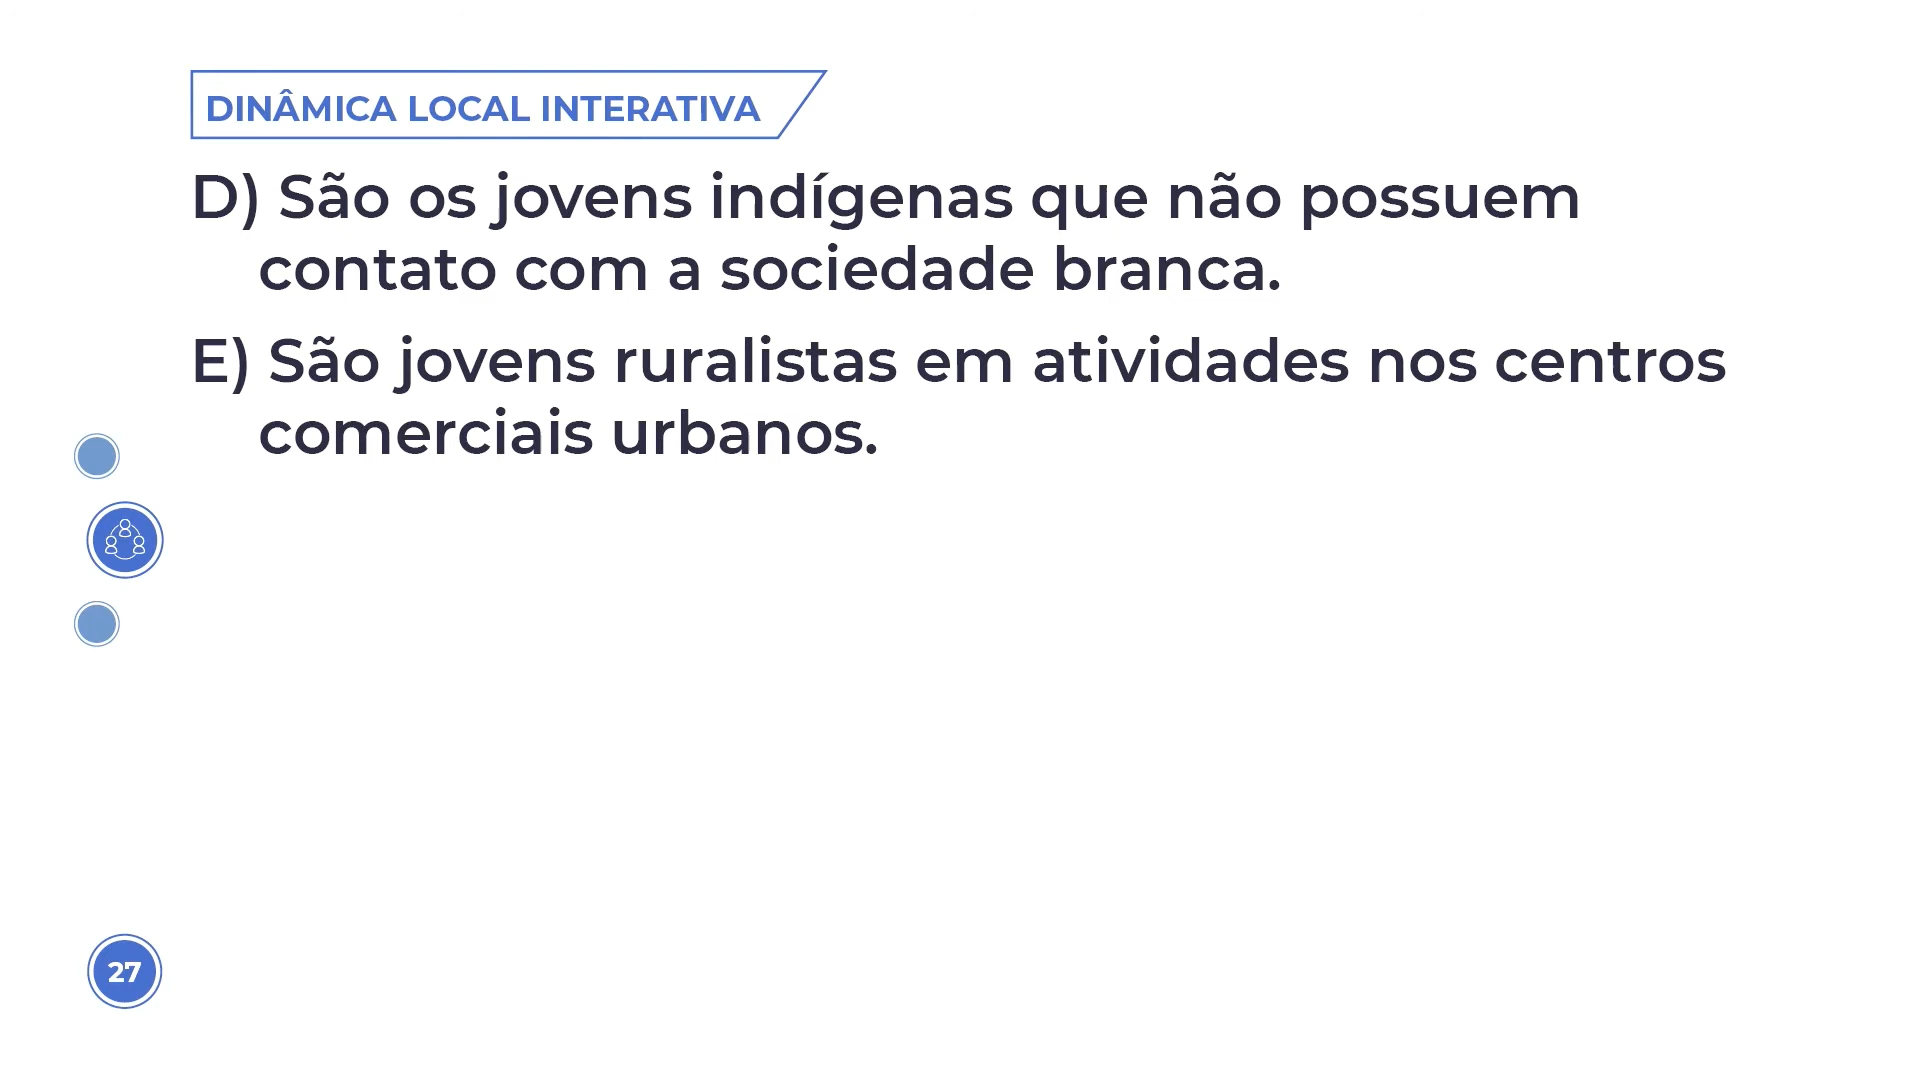 DINÂMICA LOCAL INTERATIVA
D) São os jovens indígenas que não possuem
contato com a sociedade branca.
E) São jovens ruralistas em atividades nos centros
comerciais urbanos.
27